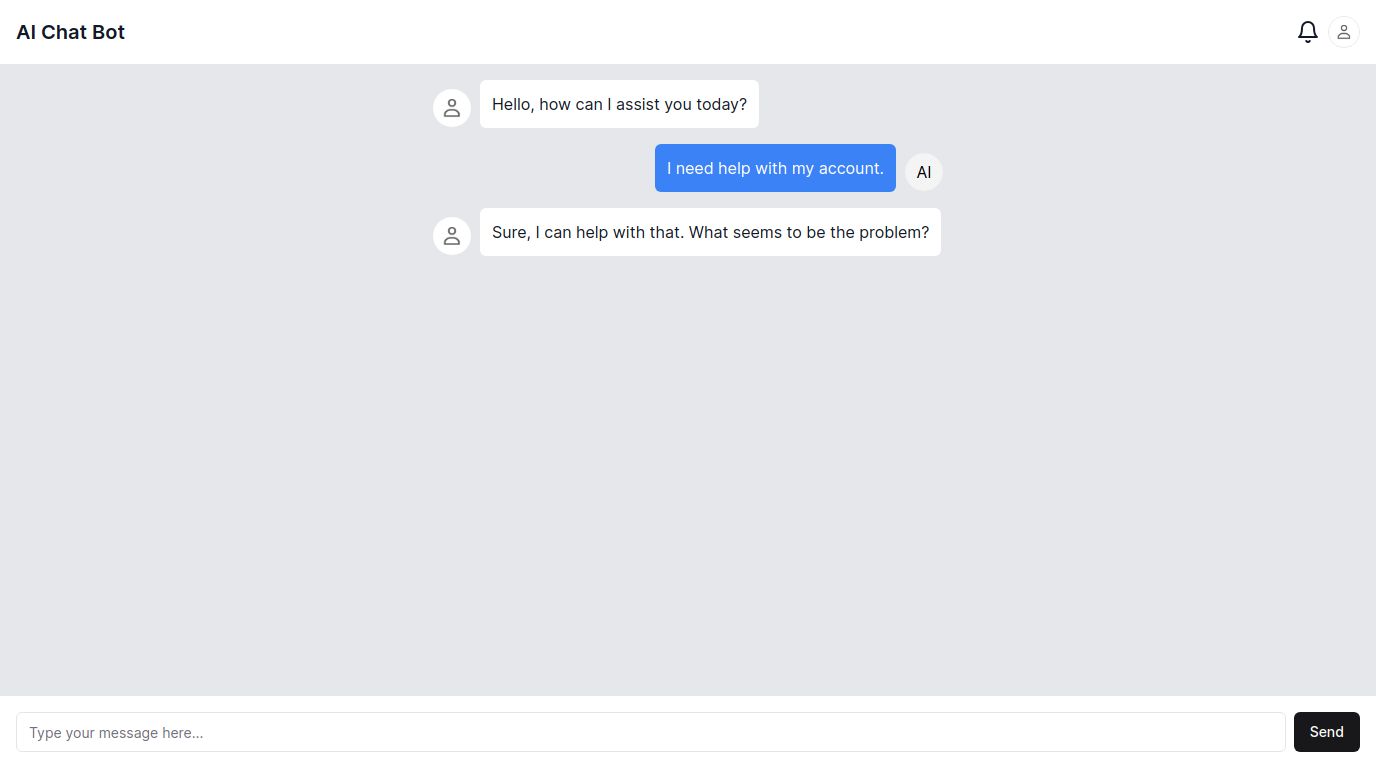 AI Chat Bot
Hello, how can I assist you today?
I need help with my account.
AI
Sure, I can help with that. What seems to be the problem?
Type your message here...
Send